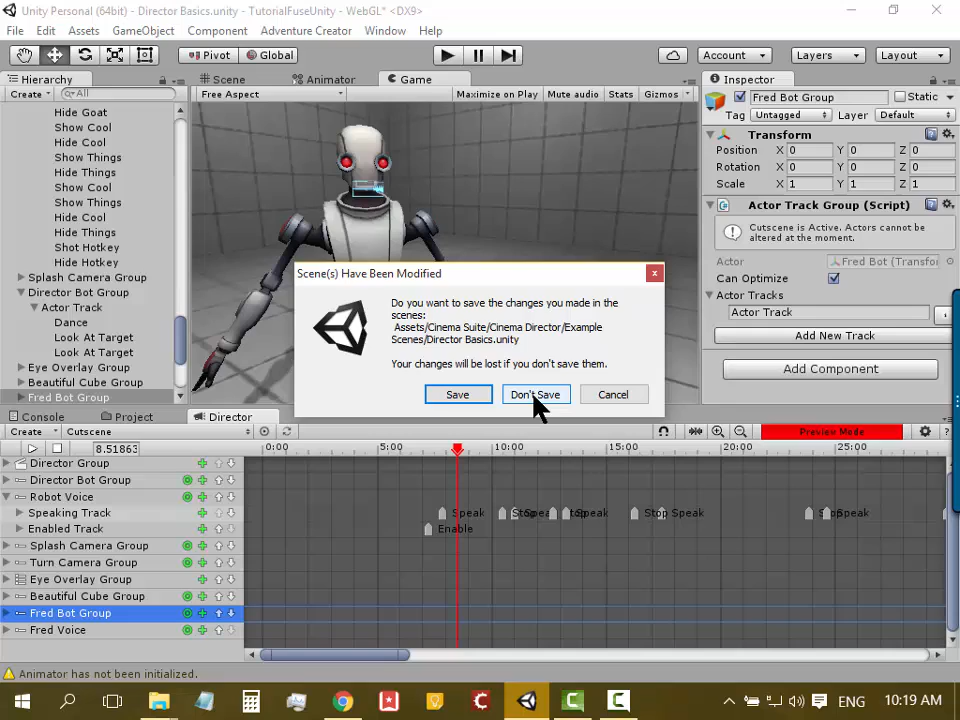 Unity Personal (64bit) - Director Basics.unity - TutorialFuseUnity - WebGL* <DX9>
File Edit Assets GameObject Component Adventure Creator Window Help
Pivot Global Account Layers Layout
Hierarchy Scene Animator Game Inspector
Create All Free Aspect Maximize on Play Mute audio Stats Gizmos
Fred Bot Group Static
Tag Untagged Layer Default
Hide Goat
Show Cool
Hide Cool
Show Things
Hide Things
Show Cool
Show Things
Hide Cool
Hide Things
Shot Hotkey
Hide Hotkey
Splash Camera Group
Director Bot Group
Actor Track
Dance
Look At Target
Look At Target
Eye Overlay Group
Beautiful Cube Group
Fred Bot Group
Transform
Position X 0 Y 0 Z 0
Rotation X 0 Y 0 Z 0
Scale X 1 Y 1 Z 1
Actor Track Group (Script)
Cutscene is Active. Actors cannot
be altered at the moment.
Actor Fred Bot (Transfor
Can Optimize
Actor Tracks
Actor Track
Add New Track
Add Component
Scene(s) Have Been Modified
Do you want to save the changes you made in the
scenes:
Assets/Cinema Suite/Cinema Director/Example
Scenes/Director Basics.unity
Your changes will be lost if you don't save them.
Save Don't Save Cancel
Console Project Director
Create Cutscene Preview Mode ?
8.51863 0:00 5:00 10:00 15:00 20:00 25:00
Director Group
Director Bot Group
Robot Voice
Speaking Track Speak Speak Stop Speak
Enabled Track Enable
Splash Camera Group
Turn Camera Group
Eye Overlay Group
Beautiful Cube Group
Fred Bot Group
Fred Voice
Animator has not been initialized.
ENG 10:19 AM